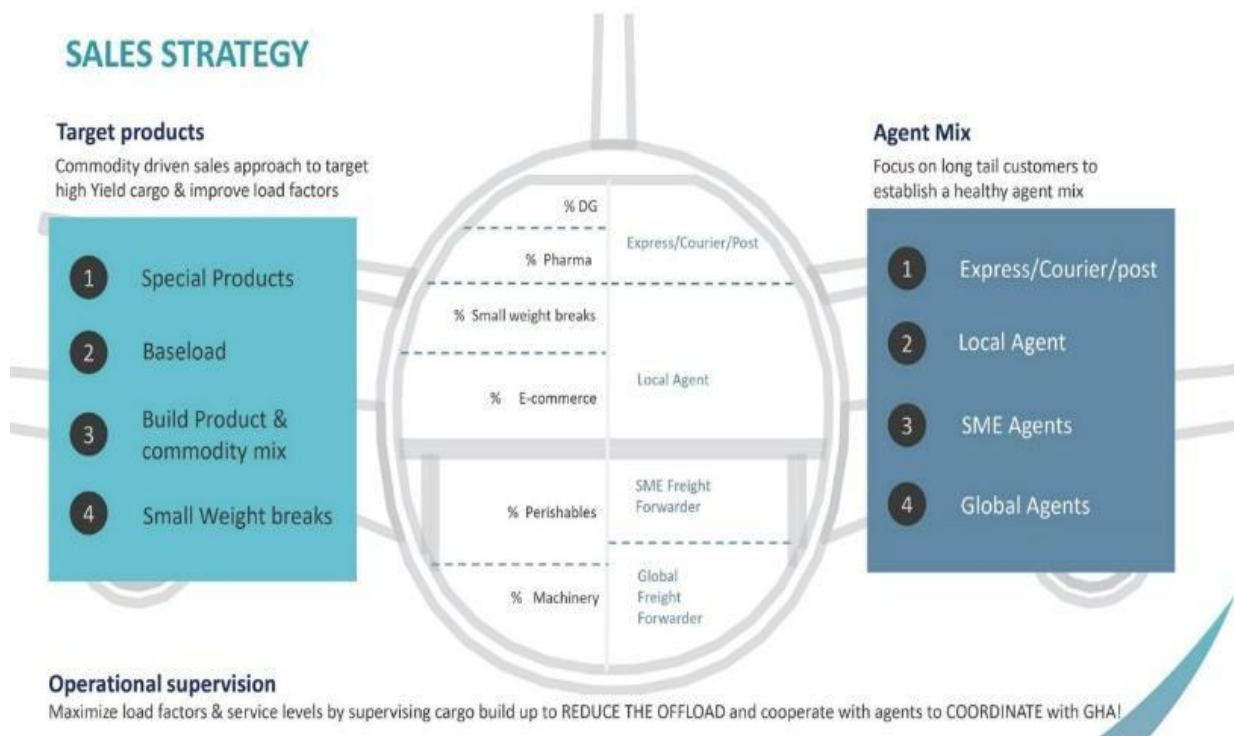 SALES STRATEGY
Target products
Commodity driven sales approach to target
high Yield cargo & improve load factors
1 Special Products
2 Baseload
3 Build Product &
commodity mix
4 Small Weight breaks
% DG
% Pharma
% Small weight breaks
% E-commerce
% Perishables
% Machinery
Express/Courier/Post
Local Agent
SME Freight
Forwarder
Global
Freight
Forwarder
Agent Mix
Focus on long tail customers to
establish a healthy agent mix
1 Express/Courier/post
2 Local Agent
3 SME Agents
4 Global Agents
Operational supervision
Maximize load factors & service levels by supervising cargo build up to REDUCE THE OFFLOAD and cooperate with agents to COORDINATE with GHA!